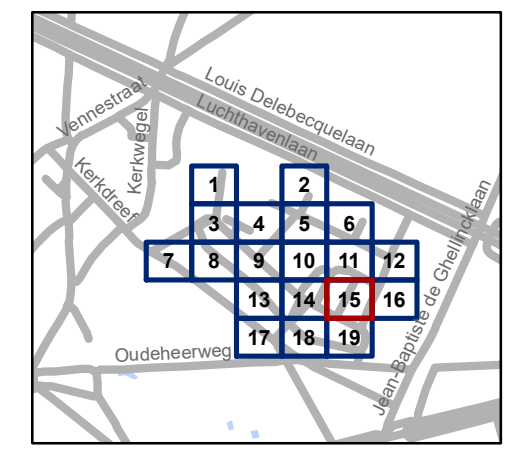 Louis Delebecquelaan
Luchthavenlaan
Vennestraat
Kerkwegel
Kerkdreef
1
2
3
4
5
6
7
8
9
10
11
12
13
14
15
16
17
18
19
Jean-Baptiste de Ghellincklaan
Oudeheerweg